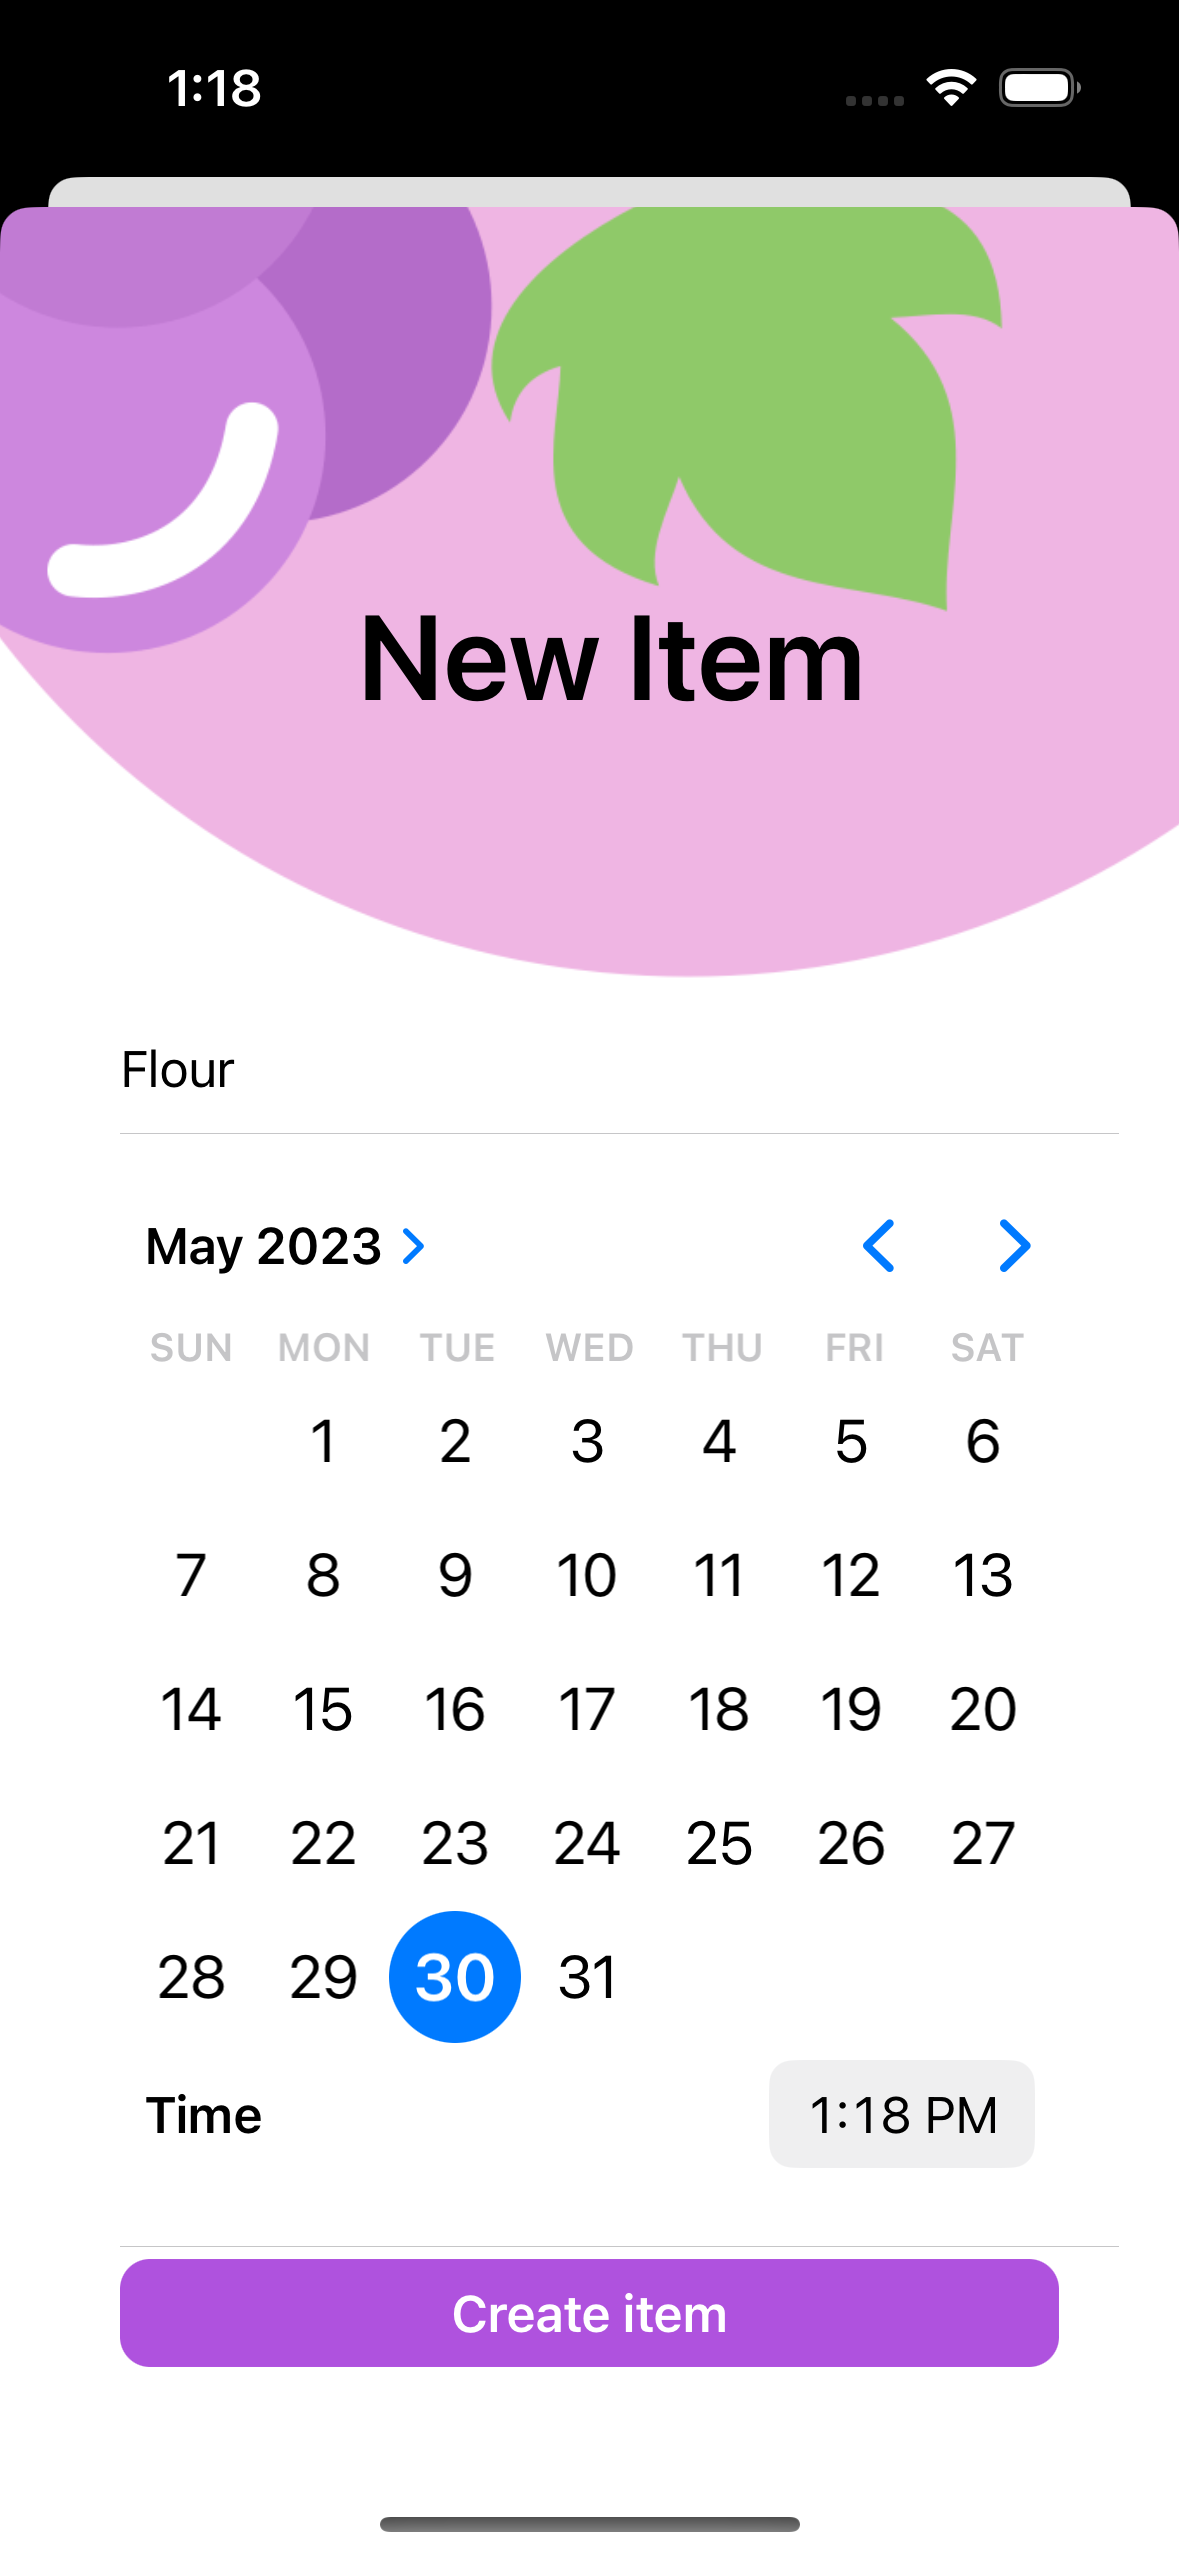 1:18
New Item
Flour
May 2023
SUN MON TUE WED THU FRI SAT
1 2 3 4 5 6
7 8 9 10 11 12 13
14 15 16 17 18 19 20
21 22 23 24 25 26 27
28 29 30 31
Time 1:18 PM
Create item